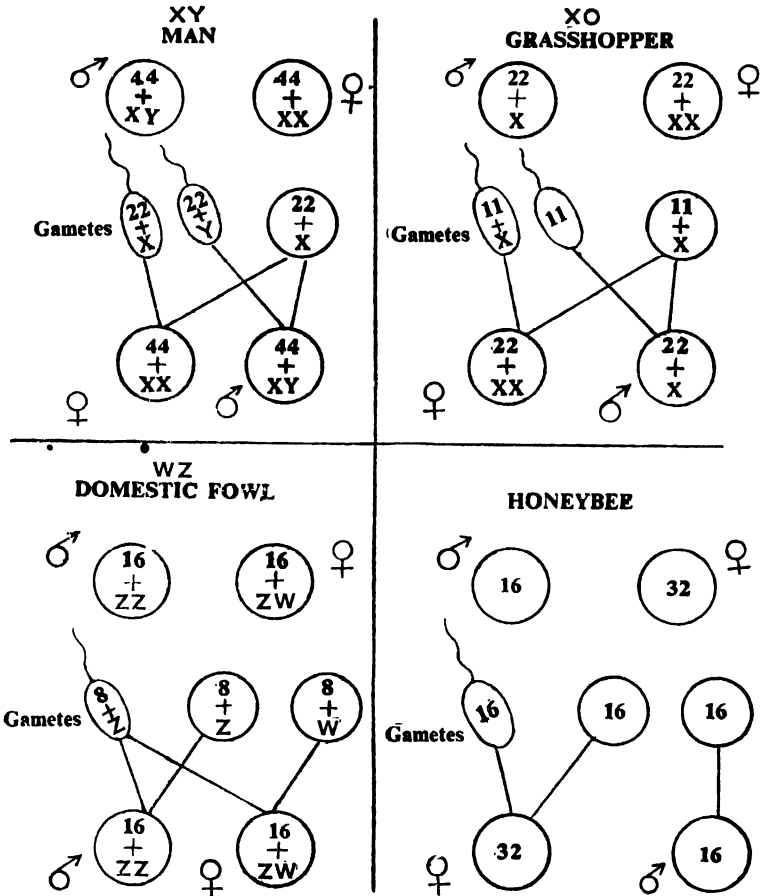 XY
MAN
♂ 44 + XY
44 + XX ♀
Gametes
22 + X
22 + Y
22 + X
♀ 44 + XX
♂ 44 + XY
XO
GRASSHOPPER
♂ 22 + X
22 + XX ♀
Gametes
11 + X
11
11 + X
♀ 22 + XX
♂ 22 + X
WZ
DOMESTIC FOWL
♂ 16 + ZZ
16 + ZW ♀
Gametes
8 + Z
8 + Z
8 + W
♂ 16 + ZZ
♀ 16 + ZW
HONEYBEE
♂ 16
32 ♀
Gametes
16
16
16
♀ 32
♂ 16